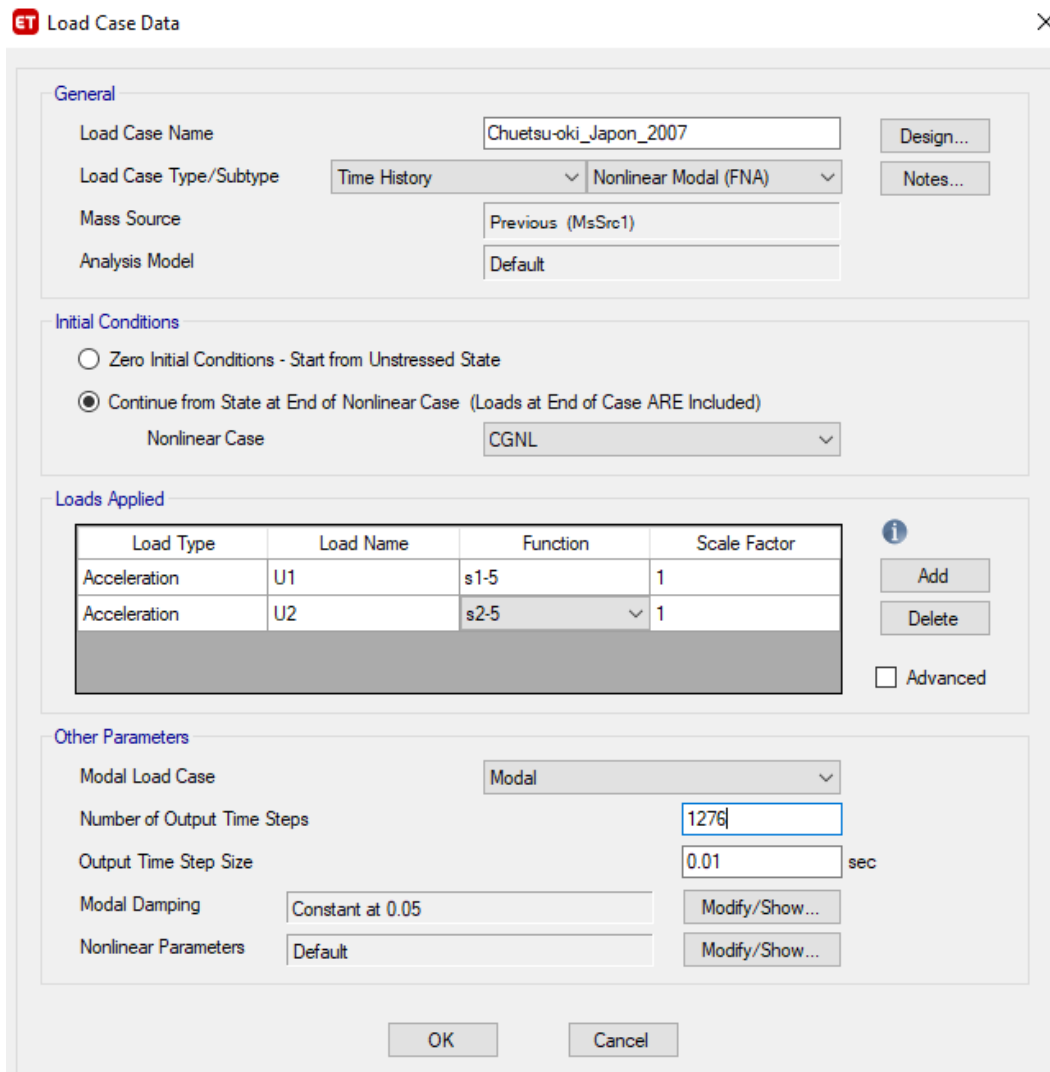 ET Load Case Data
General
Load Case Name Chuetsu-oki_Japon_2007 Design...
Load Case Type/Subtype Time History Nonlinear Modal (FNA) Notes...
Mass Source Previous (MsSrc1)
Analysis Model Default
Initial Conditions
Zero Initial Conditions - Start from Unstressed State
Continue from State at End of Nonlinear Case (Loads at End of Case ARE Included)
Nonlinear Case CGNL
Loads Applied
Load Type Load Name Function Scale Factor
Acceleration U1 s1-5 1
Acceleration U2 s2-5 1
i
Add
Delete
Advanced
Other Parameters
Modal Load Case Modal
Number of Output Time Steps 1276
Output Time Step Size 0.01 sec
Modal Damping Constant at 0.05 Modify/Show...
Nonlinear Parameters Default Modify/Show...
OK Cancel